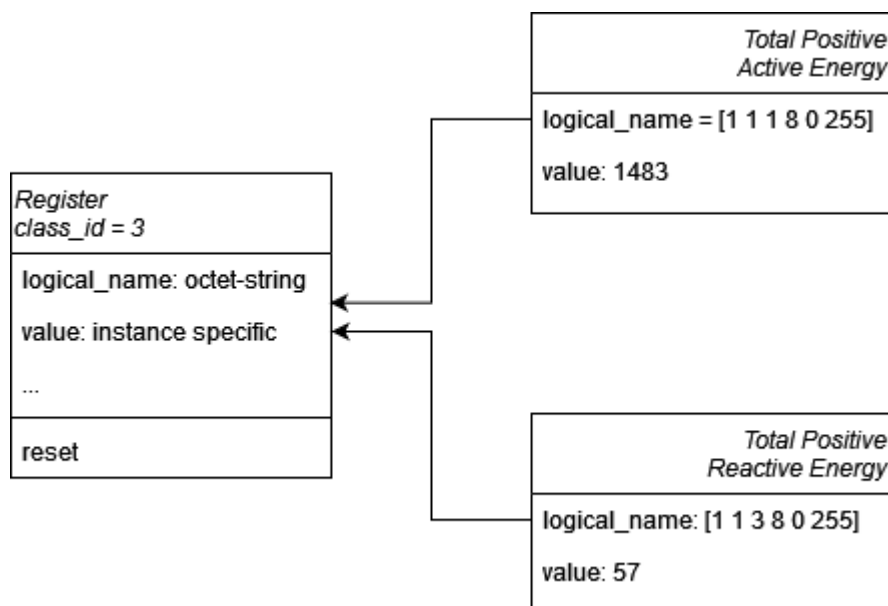 Total Positive
Active Energy
logical_name = [1 1 1 8 0 255]
value: 1483
Register
class_id = 3
logical_name: octet-string
value: instance specific
...
reset
Total Positive
Reactive Energy
logical_name: [1 1 3 8 0 255]
value: 57